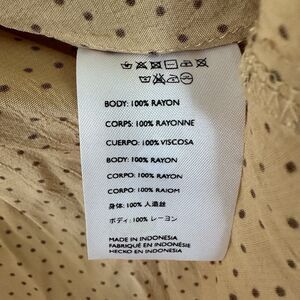 BODY: 100% RAYON
CORPS: 100% RAYONNE
CUERPO: 100% VISCOSA
BODY: 100% RAYON
CORPO: 100% RAYON
CORPO: 100% RAIOM
身体: 100% 人造丝
ボディ: 100% レーヨン
MADE IN INDONESIA
FABRIQUÉ EN INDONÉSIE
HECHO EN INDONESIA